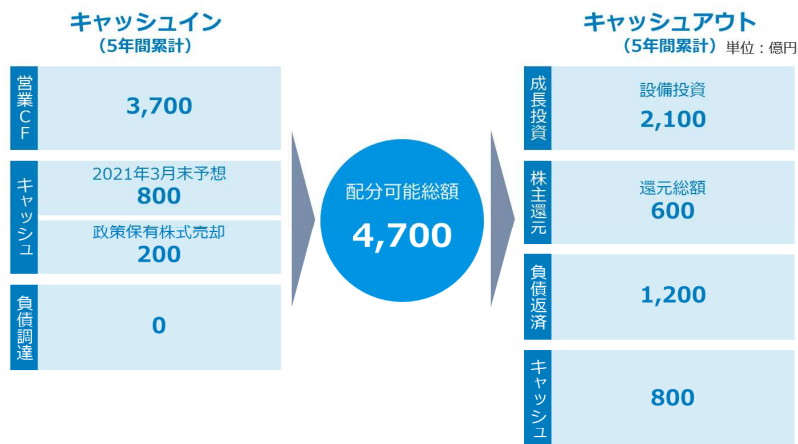 キャッシュイン
（5年間累計）
営業CF
3,700
キャッシュ
2021年3月末予想
800
政策保有株式売却
200
負債調達
0
配分可能総額
4,700
キャッシュアウト
（5年間累計）
単位：億円
成長投資
設備投資
2,100
株主還元
還元総額
600
負債返済
1,200
キャッシュ
800